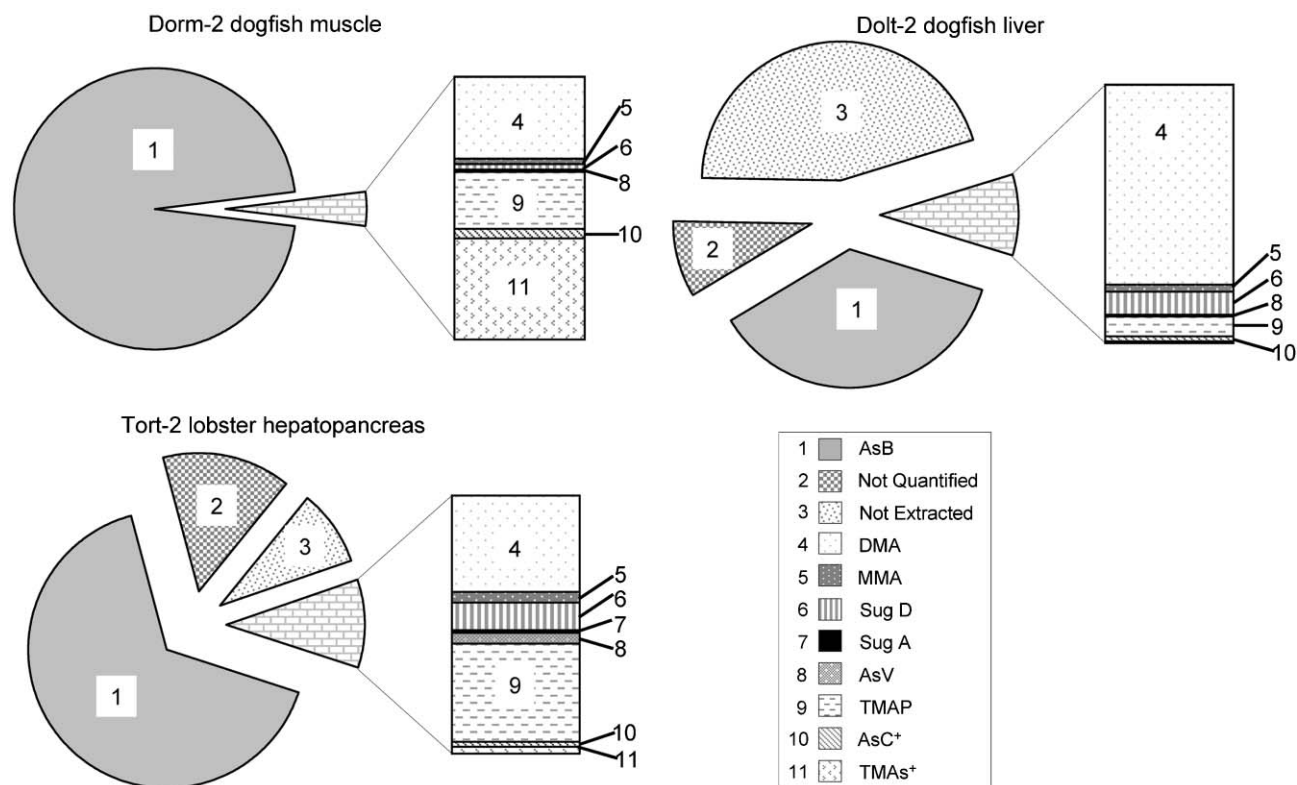 Dorm-2 dogfish muscle
1
4
5
6
8
9
10
11
Dolt-2 dogfish liver
3
2
1
4
5
6
8
9
10
Tort-2 lobster hepatopancreas
2
3
1
4
5
6
7
8
9
10
11
1 AsB
2 Not Quantified
3 Not Extracted
4 DMA
5 MMA
6 Sug D
7 Sug A
8 AsV
9 TMAP
10 AsC⁺
11 TMAs⁺